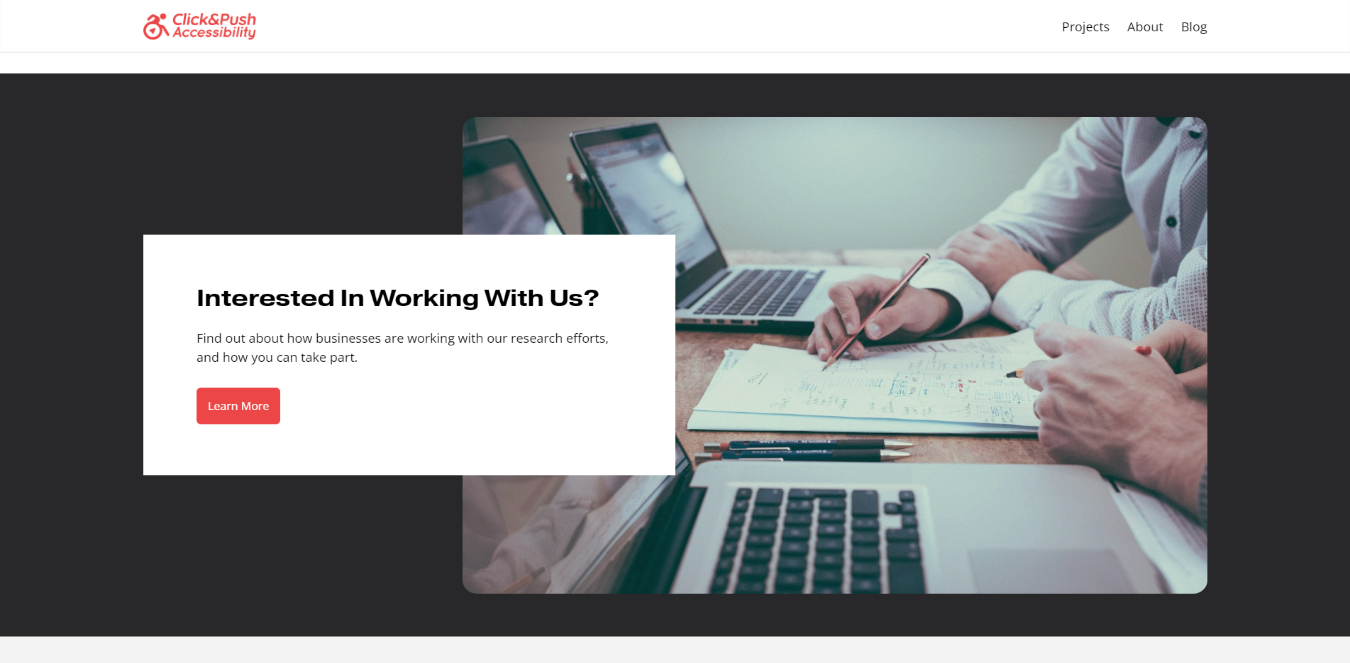 Click&Push
Accessibility
Projects
About
Blog
Interested In Working With Us?
Find out about how businesses are working with our research efforts,
and how you can take part.
Learn More